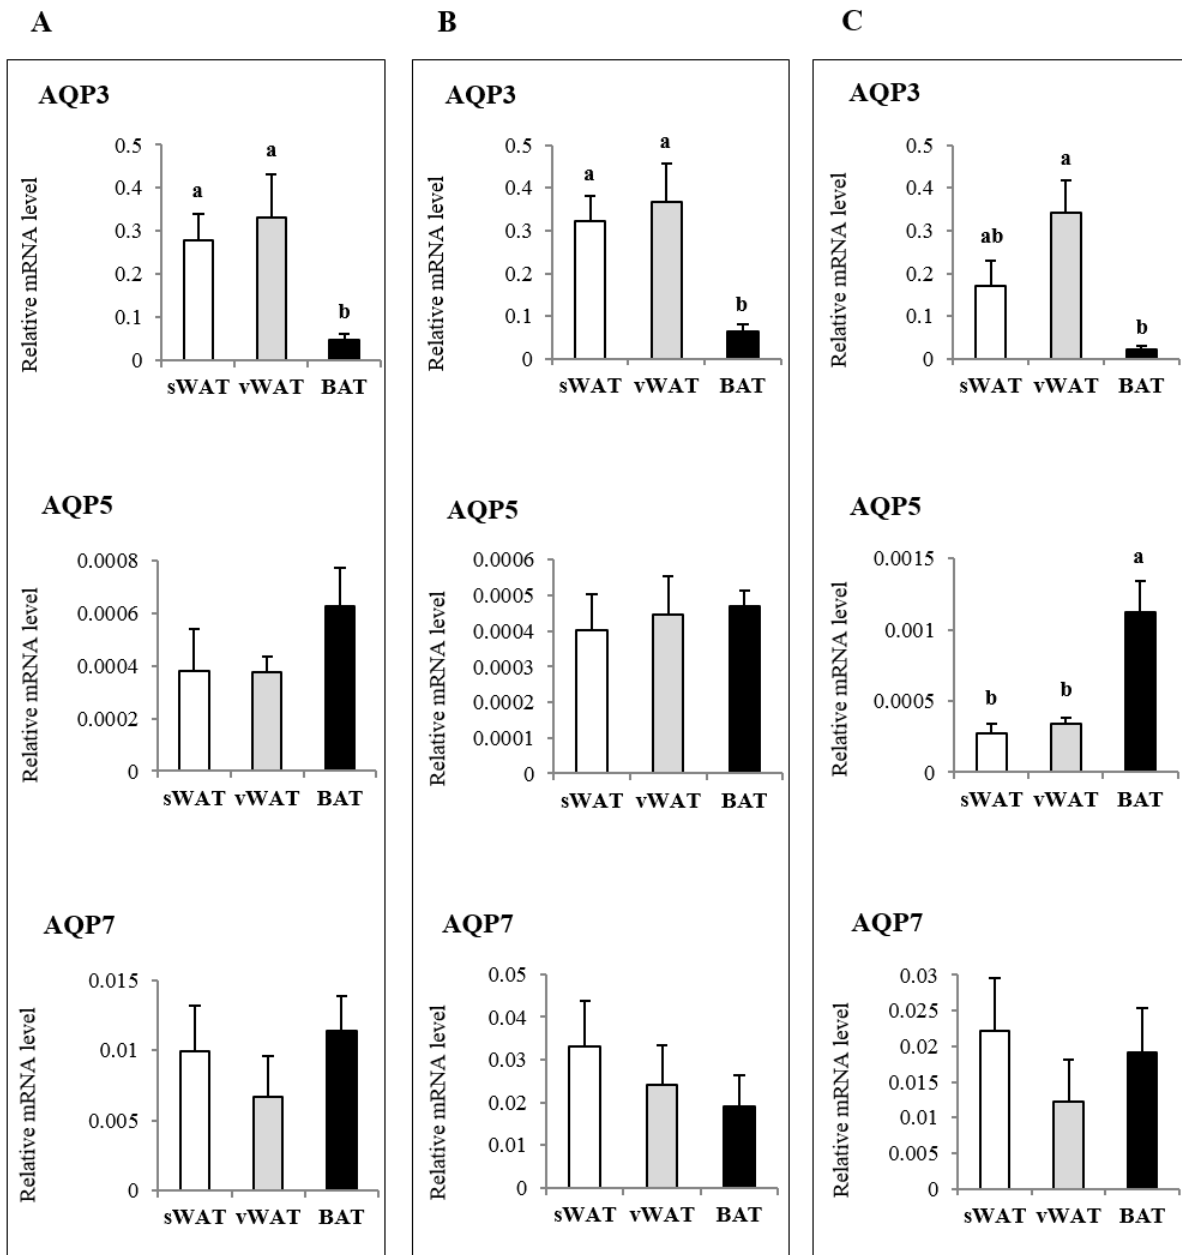 A
B
C
AQP3
Relative mRNA level
0.5
0.4
0.3
0.2
0.1
0
a
a
b
sWAT vWAT BAT
AQP3
Relative mRNA level
0.5
0.4
0.3
0.2
0.1
0
a
a
b
sWAT vWAT BAT
AQP3
Relative mRNA level
0.5
0.4
0.3
0.2
0.1
0
ab
a
b
sWAT vWAT BAT
AQP5
Relative mRNA level
0.0008
0.0006
0.0004
0.0002
0
sWAT vWAT BAT
AQP5
Relative mRNA level
0.0006
0.0005
0.0004
0.0003
0.0002
0.0001
0
sWAT vWAT BAT
AQP5
Relative mRNA level
0.0015
0.001
0.0005
0
b
b
a
sWAT vWAT BAT
AQP7
Relative mRNA level
0.015
0.01
0.005
0
sWAT vWAT BAT
AQP7
Relative mRNA level
0.05
0.04
0.03
0.02
0.01
0
sWAT vWAT BAT
AQP7
Relative mRNA level
0.03
0.025
0.02
0.015
0.01
0.005
0
sWAT vWAT BAT